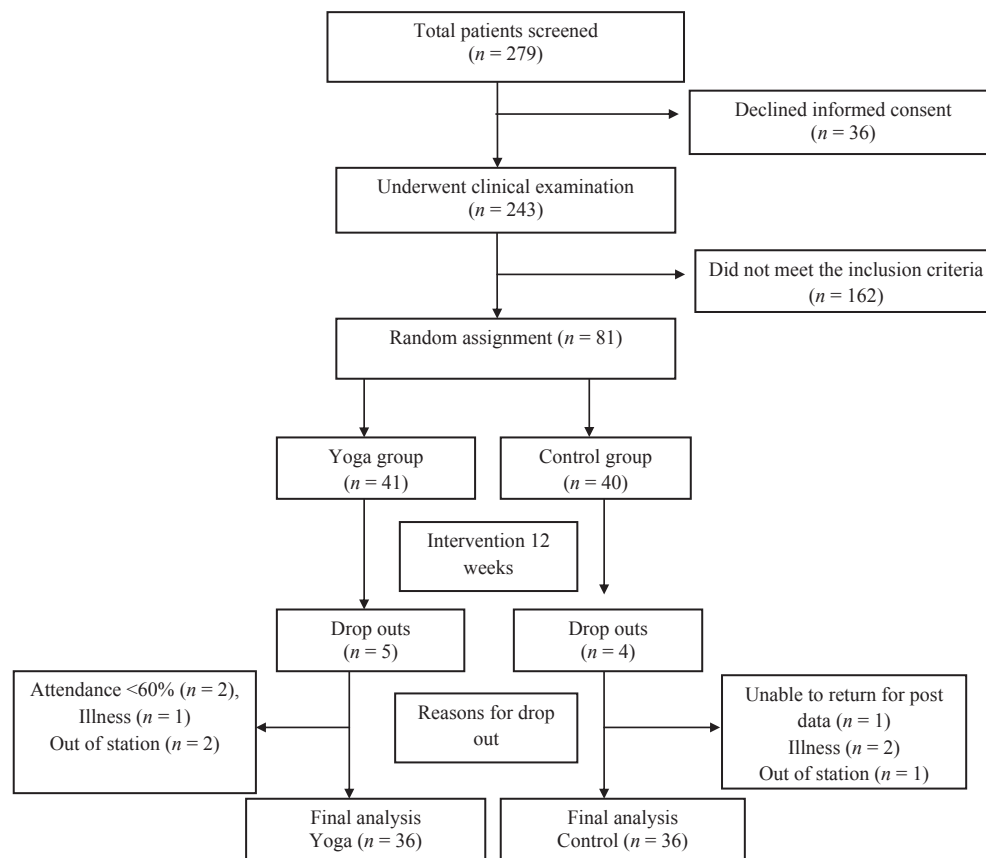 Total patients screened
(n = 279)
Declined informed consent
(n = 36)
Underwent clinical examination
(n = 243)
Did not meet the inclusion criteria
(n = 162)
Random assignment (n = 81)
Yoga group
(n = 41)
Control group
(n = 40)
Intervention 12
weeks
Drop outs
(n = 5)
Drop outs
(n = 4)
Attendance <60% (n = 2),
Illness (n = 1)
Out of station (n = 2)
Reasons for drop
out
Unable to return for post
data (n = 1)
Illness (n = 2)
Out of station (n = 1)
Final analysis
Yoga (n = 36)
Final analysis
Control (n = 36)